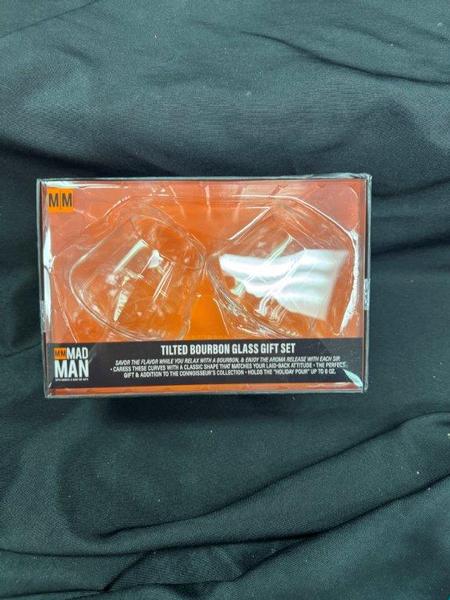 M M
TILTED BOURBON GLASS GIFT SET
MM MAD
MAN
SAVOR THE FLAVOR WHILE YOU RELAX WITH A BOURBON, & ENJOY THE AROMA RELEASE WITH EACH SIP.
• CARESS THESE CURVES WITH A CLASSIC SHAPE THAT MATCHES YOUR LAID-BACK ATTITUDE • THE PERFECT
GIFT & ADDITION TO THE CONNOISSEUR'S COLLECTION • HOLDS THE "HOLIDAY POUR" UP TO 8 OZ.